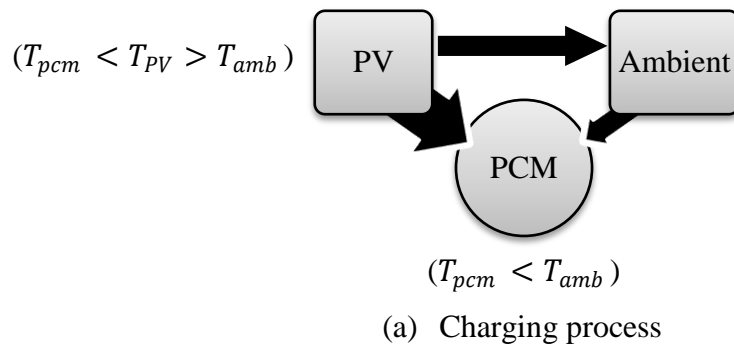 (T_pcm < T_PV > T_amb )
PV
Ambient
PCM
(T_pcm < T_amb )
(a) Charging process